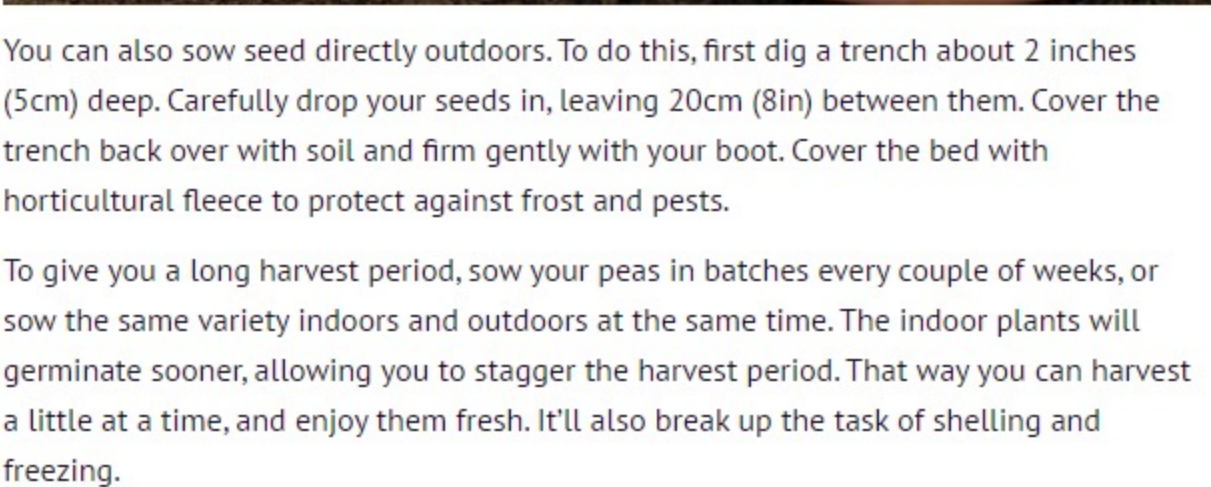 You can also sow seed directly outdoors. To do this, first dig a trench about 2 inches
(5cm) deep. Carefully drop your seeds in, leaving 20cm (8in) between them. Cover the
trench back over with soil and firm gently with your boot. Cover the bed with
horticultural fleece to protect against frost and pests.
To give you a long harvest period, sow your peas in batches every couple of weeks, or
sow the same variety indoors and outdoors at the same time. The indoor plants will
germinate sooner, allowing you to stagger the harvest period. That way you can harvest
a little at a time, and enjoy them fresh. It’ll also break up the task of shelling and
freezing.